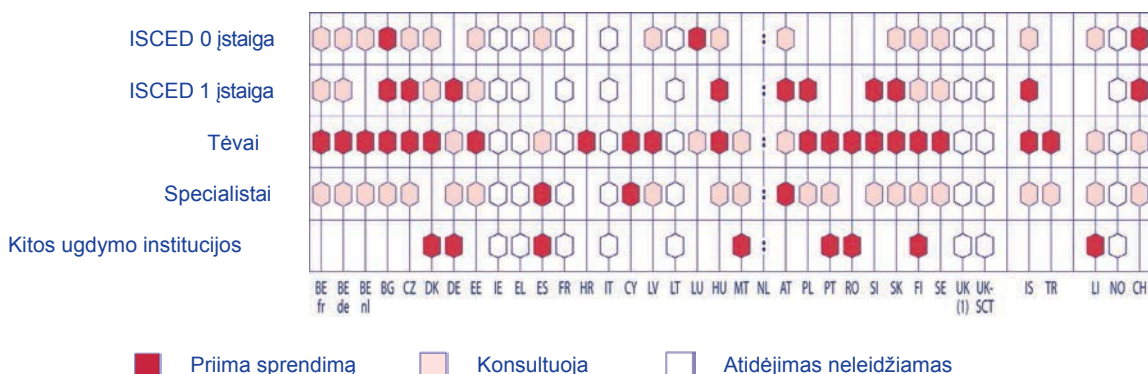 ISCED 0 įstaiga
ISCED 1 įstaiga
Tėvai
Specialistai
Kitos ugdymo institucijos
BE BE BE BG CZ DK DE EE IE EL ES FR HR IT CY LV LT LU HU MT NL AT PL PT RO SI SK FI SE UK UK- IS TR LI NO CH
fr de nl (1) SCT
Priima sprendimą Konsultuoja Atidėjimas neleidžiamas